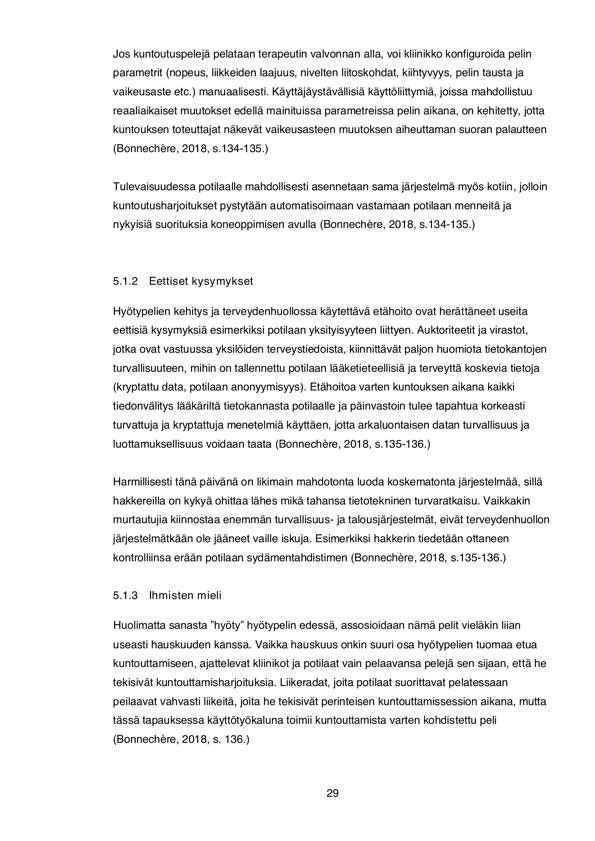 Jos kuntoutuspelejä pelataan terapeutin valvonnan alla, voi kliinikko konfiguroida pelin
parametrit (nopeus, liikkeiden laajuus, nivelten liitoskohdat, kiihtyvyys, pelin tausta ja
vaikeusaste etc.) manuaalisesti. Käyttäjäystävällisiä käyttöliittymiä, joissa mahdollistuu
reaaliaikaiset muutokset edellä mainituissa parametreissa pelin aikana, on kehitetty, jotta
kuntouksen toteuttajat näkevät vaikeusasteen muutoksen aiheuttaman suoran palautteen
(Bonnechère, 2018, s.134-135.)
Tulevaisuudessa potilaalle mahdollisesti asennetaan sama järjestelmä myös kotiin, jolloin
kuntoutusharjoitukset pystytään automatisoimaan vastamaan potilaan menneitä ja
nykyisiä suorituksia koneoppimisen avulla (Bonnechère, 2018, s.134-135.)
5.1.2 Eettiset kysymykset
Hyötypelien kehitys ja terveydenhuollossa käytettävä etähoito ovat herättäneet useita
eettisiä kysymyksiä esimerkiksi potilaan yksityisyyteen liittyen. Auktoriteetit ja virastot,
jotka ovat vastuussa yksilöiden terveystiedoista, kiinnittävät paljon huomiota tietokantojen
turvallisuuteen, mihin on tallennettu potilaan lääketieteellisiä ja terveyttä koskevia tietoja
(kryptattu data, potilaan anonyymisyys). Etähoitoa varten kuntouksen aikana kaikki
tiedonvälitys lääkäriltä tietokannasta potilaalle ja päinvastoin tulee tapahtua korkeasti
turvattuja ja kryptattuja menetelmiä käyttäen, jotta arkaluontaisen datan turvallisuus ja
luottamuksellisuus voidaan taata (Bonnechère, 2018, s.135-136.)
Harmillisesti tänä päivänä on likimain mahdotonta luoda koskematonta järjestelmää, sillä
hakkereilla on kykyä ohittaa lähes mikä tahansa tietotekninen turvaratkaisu. Vaikkakin
murtautujia kiinnostaa enemmän turvallisuus- ja talousjärjestelmät, eivät terveydenhuollon
järjestelmätkään ole jääneet vaille iskuja. Esimerkiksi hakkerin tiedetään ottaneen
kontrolliinsa erään potilaan sydämentahdistimen (Bonnechère, 2018, s.135-136.)
5.1.3 Ihmisten mieli
Huolimatta sanasta ”hyöty” hyötypelin edessä, assosioidaan nämä pelit vieläkin liian
useasti hauskuuden kanssa. Vaikka hauskuus onkin suuri osa hyötypelien tuomaa etua
kuntouttamiseen, ajattelevat kliinikot ja potilaat vain pelaavansa pelejä sen sijaan, että he
tekisivät kuntouttamisharjoituksia. Liikeradat, joita potilaat suorittavat pelatessaan
peilaavat vahvasti liikeitä, joita he tekisivät perinteisen kuntouttamissession aikana, mutta
tässä tapauksessa käyttötyökaluna toimii kuntouttamista varten kohdistettu peli
(Bonnechère, 2018, s. 136.)
29